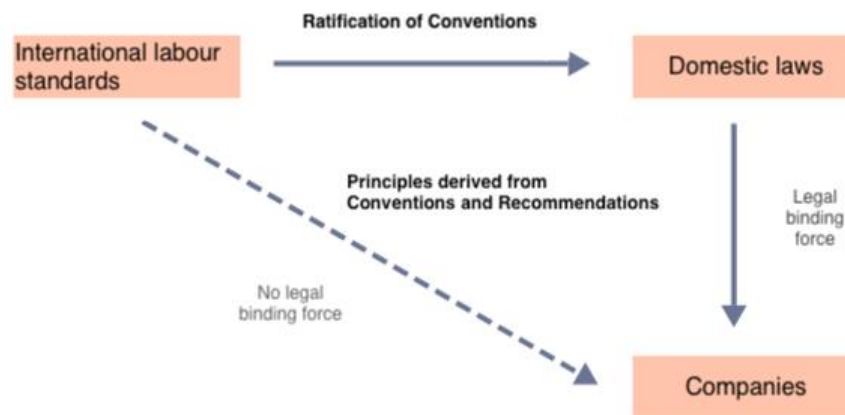 Ratification of Conventions
International labour
standards
Domestic laws
Principles derived from
Conventions and Recommendations
Legal
binding
force
No legal
binding force
Companies